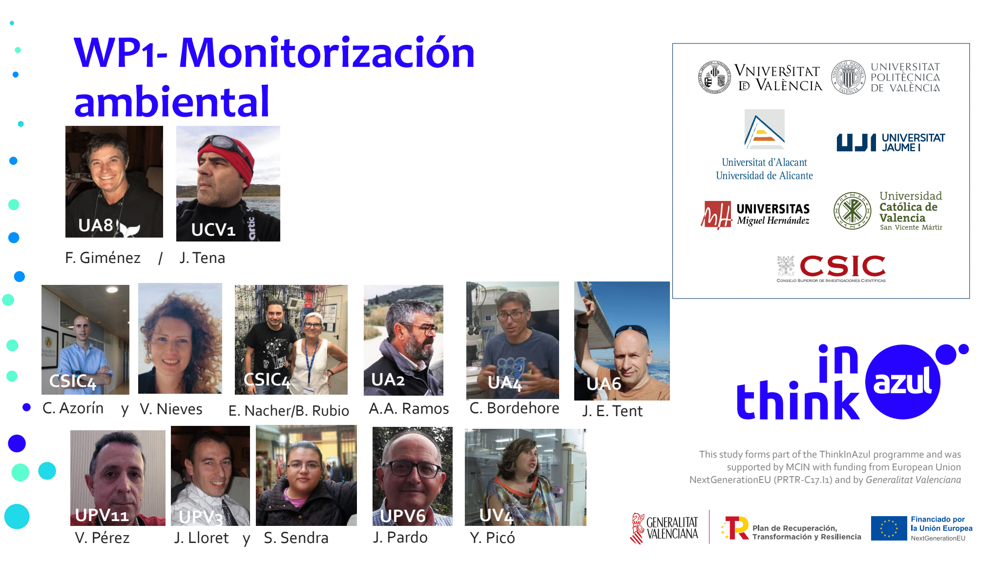 WP1- Monitorización
ambiental
UA8
UCV1
artic
F. Giménez / J. Tena
CSIC4
CSIC4
UA2
UA4
UA6
C. Azorín y V. Nieves
E. Nacher/B. Rubio
A.A. Ramos
C. Bordehore
J. E. Tent
UPV11
UPV3
UPV6
UV4
V. Pérez
J. Lloret y S. Sendra
J. Pardo
Y. Picó
VNIVERSITAT
DE VALÈNCIA
UNIVERSITAT
POLITÈCNICA
DE VALÈNCIA
Universitat d'Alacant
Universidad de Alicante
UJI UNIVERSITAT
JAUME I
UNIVERSITAS
Miguel Hernández
Universidad
Católica de
Valencia
San Vicente Mártir
CSIC
CONSEJO SUPERIOR DE INVESTIGACIONES CIENTÍFICAS
in
think azul
This study forms part of the ThinkInAzul programme and was
supported by MCIN with funding from European Union
NextGenerationEU (PRTR-C17.I1) and by Generalitat Valenciana
GENERALITAT
VALENCIANA
Plan de Recuperación,
Transformación y Resiliencia
Financiado por
la Unión Europea
NextGenerationEU